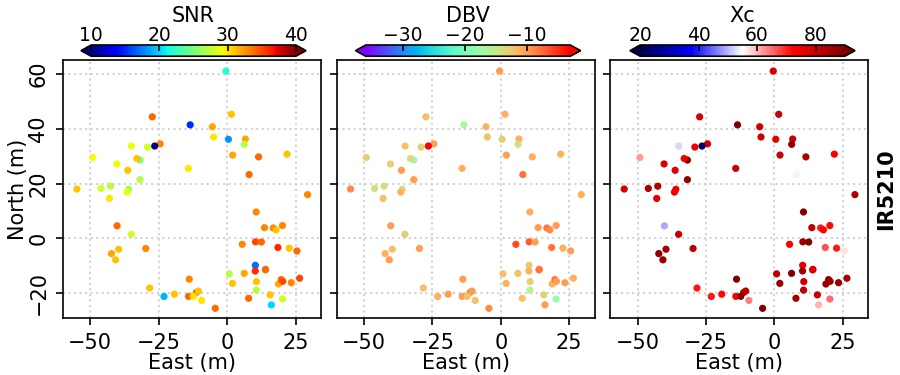 SNR DBV Xc
10 20 30 40 −30 −20 −10 20 40 60 80
60
40
20
0
−20
North (m)
IR5210
−50 −25 0 25 −50 −25 0 25 −50 −25 0 25
East (m) East (m) East (m)